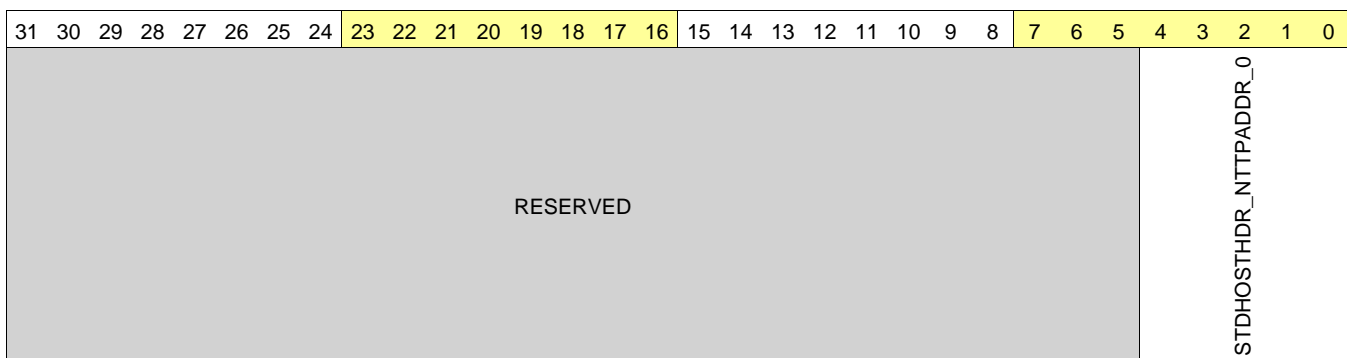 31 30 29 28 27 26 25 24 23 22 21 20 19 18 17 16 15 14 13 12 11 10 9 8 7 6 5 4 3 2 1 0
RESERVED
STDHOSTHDR_NTTPADDR_0